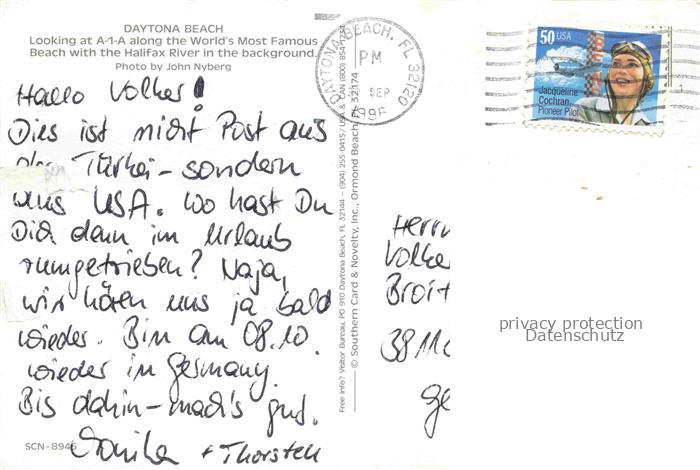 DAYTONA BEACH
Looking at A-1-A along the World's Most Famous
Beach with the Halifax River in the background.
Photo by John Nyberg
Hallo Volker!
Dies ist nicht Post aus
der Türkei - sondern
aus USA. Wo hast Du
Dich denn im Urlaub
rumgetrieben? Naja,
wir hören uns ja bald
wieder. Bin am 08.10.
wieder in Germany.
Bis dahin - mach's gut.
+ Thorsten
SCN-8946
Free Info? Visitor Bureau, PO 910 Daytona Beach, FL 32144 - (904) 255-0415/USA & CAN (800) 854-1234
© Southern Card & Novelty, Inc., Ormond Beach, FL 32174
DAYTONA BEACH, FL 32120
PM
SEP
1996
50 USA
Jacqueline
Cochran
Pioneer Pilot
Herrn
Volke
Broit
3811
Ge
privacy protection
Datenschutz